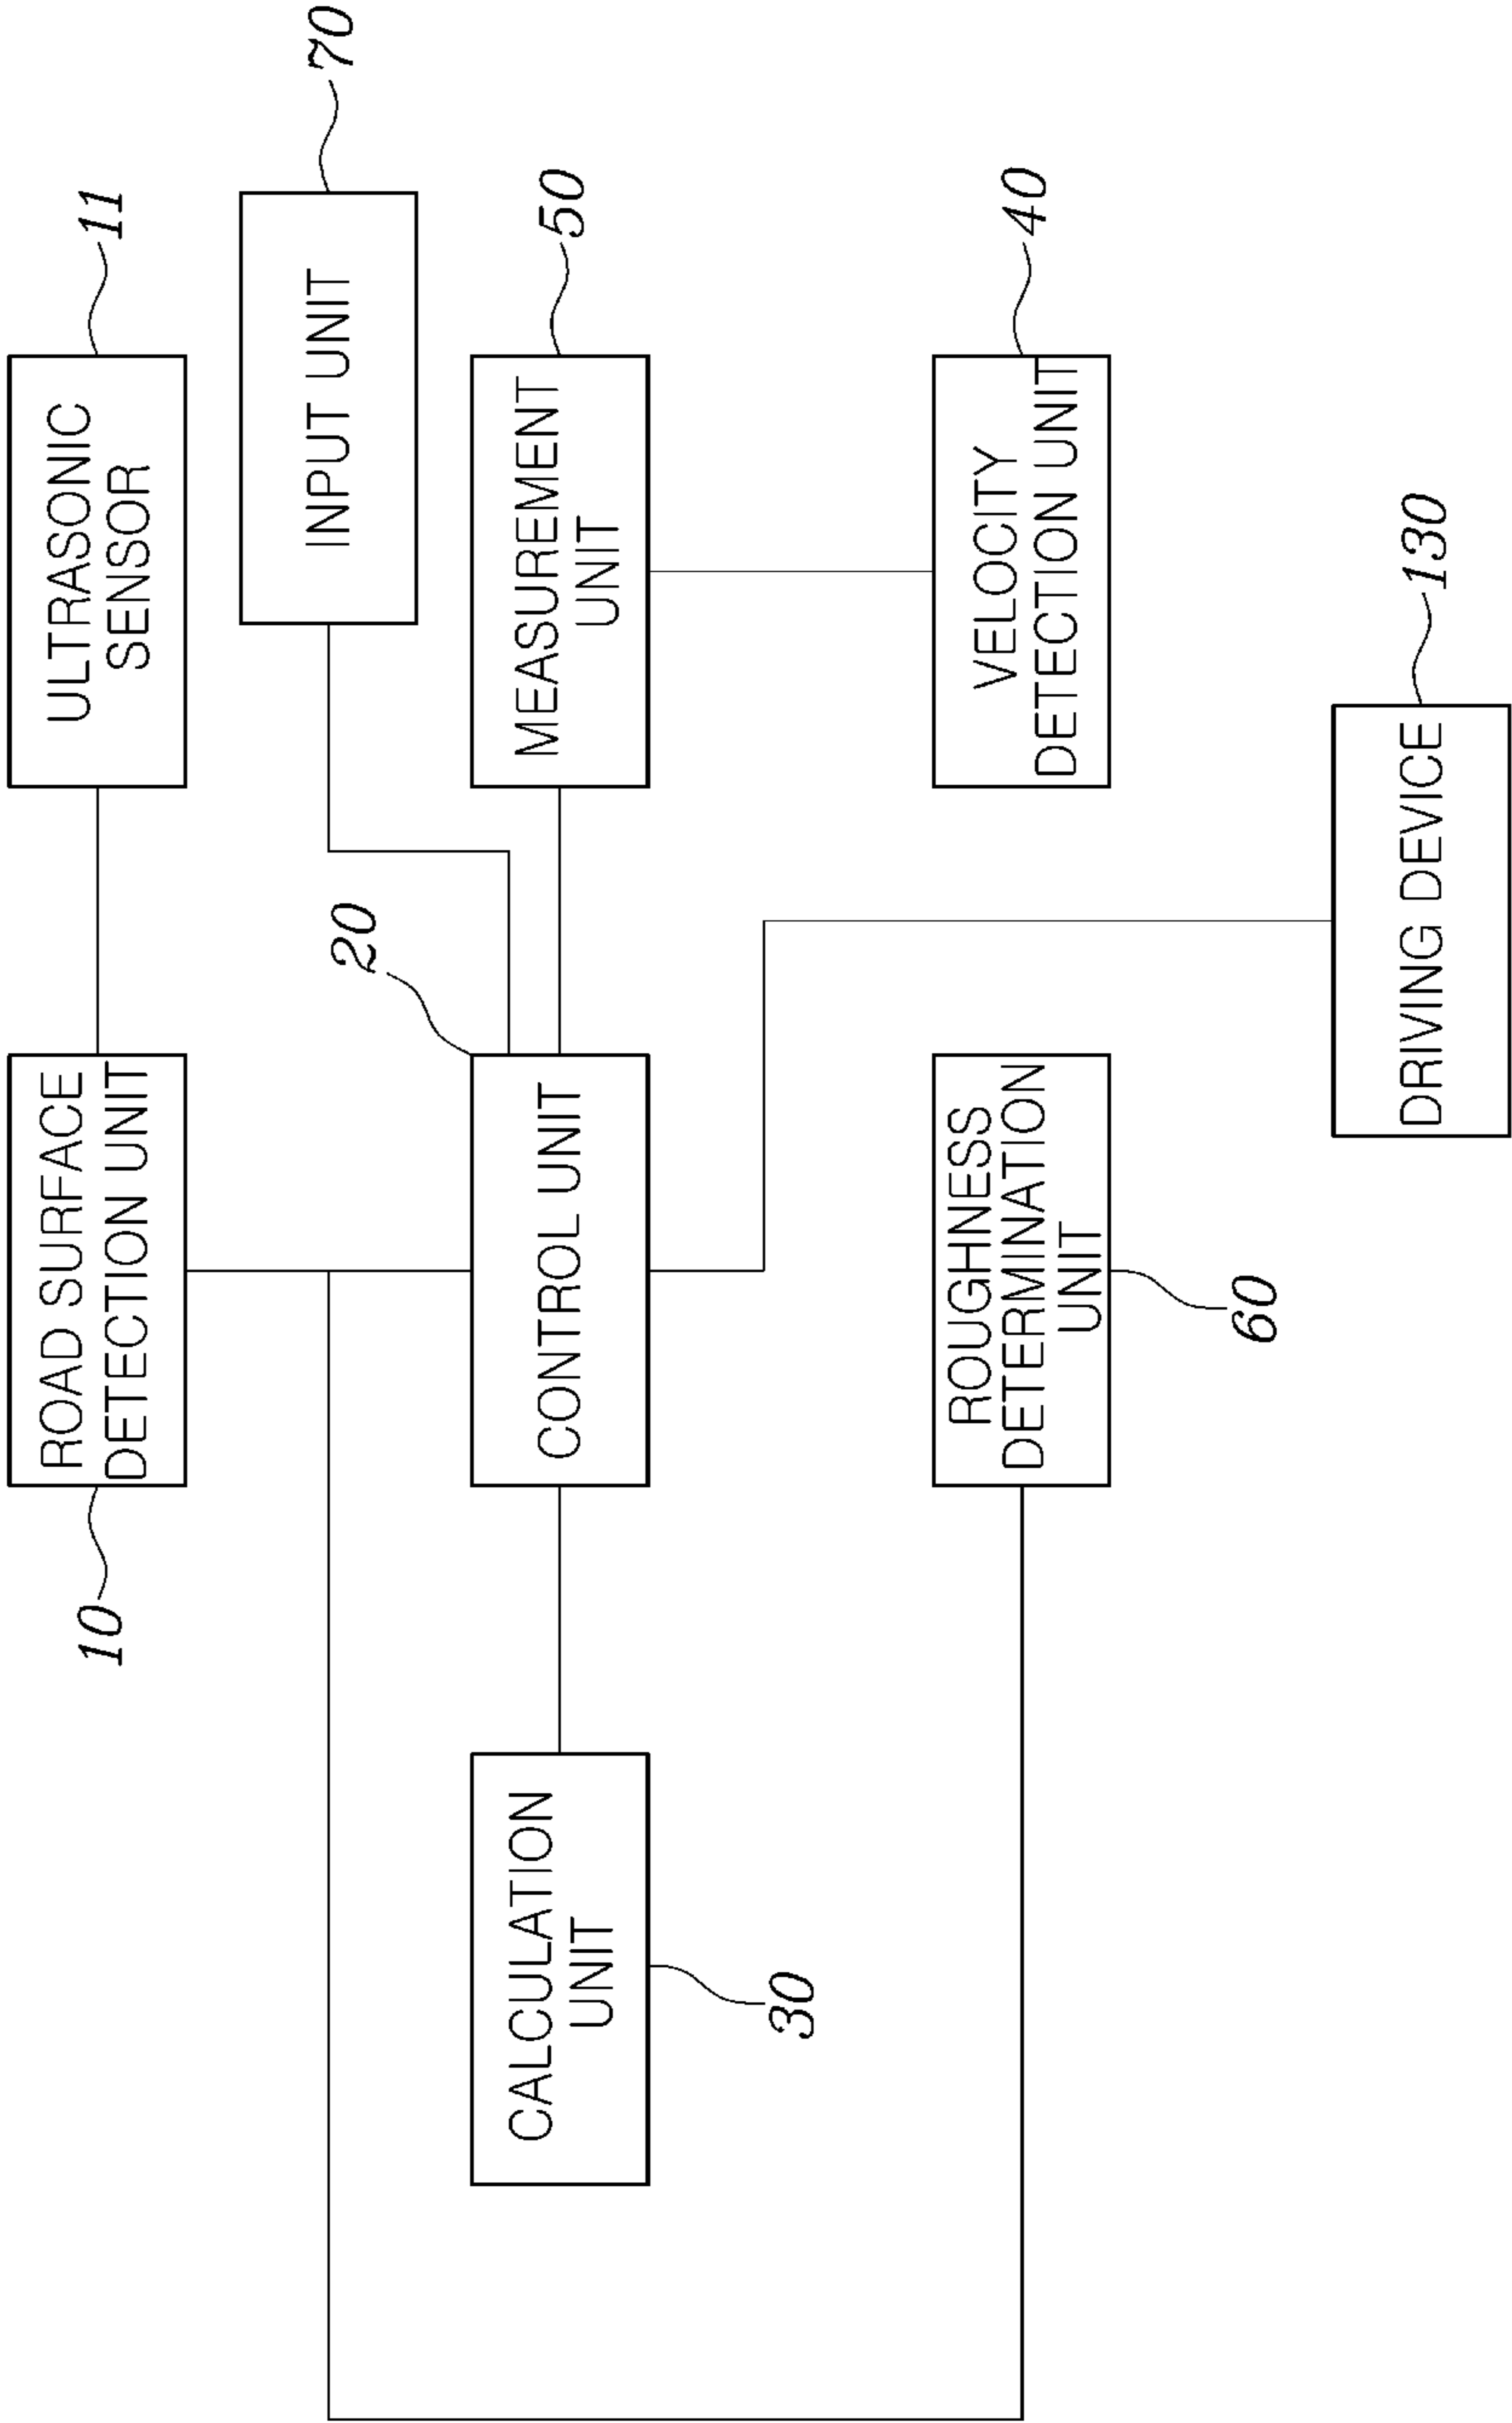 11
ULTRASONIC
SENSOR
ROAD SURFACE
DETECTION UNIT
10
70
INPUT UNIT
50
MEASUREMENT
UNIT
20
CONTROL UNIT
CALCULATION
UNIT
30
40
VELOCITY
DETECTION UNIT
ROUGHNESS
DETERMINATION
UNIT
60
130
DRIVING DEVICE